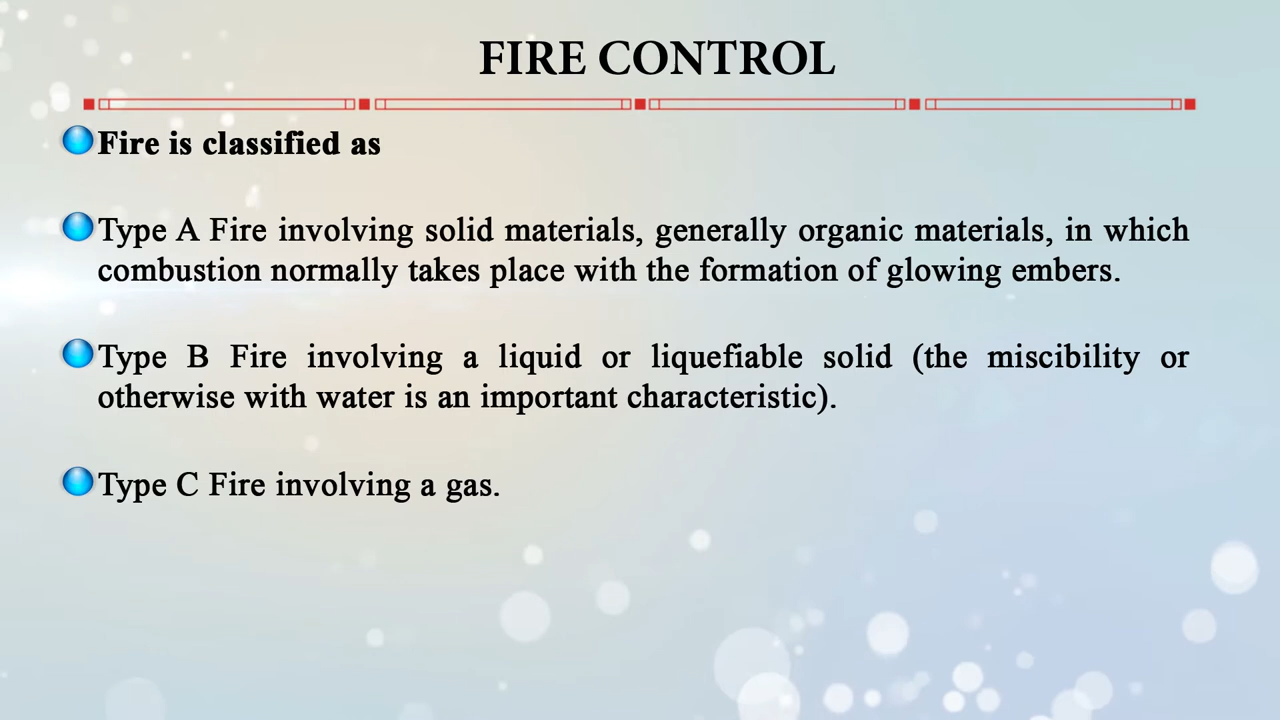 FIRE CONTROL
Fire is classified as
Type A Fire involving solid materials, generally organic materials, in which
combustion normally takes place with the formation of glowing embers.
Type B Fire involving a liquid or liquefiable solid (the miscibility or
otherwise with water is an important characteristic).
Type C Fire involving a gas.